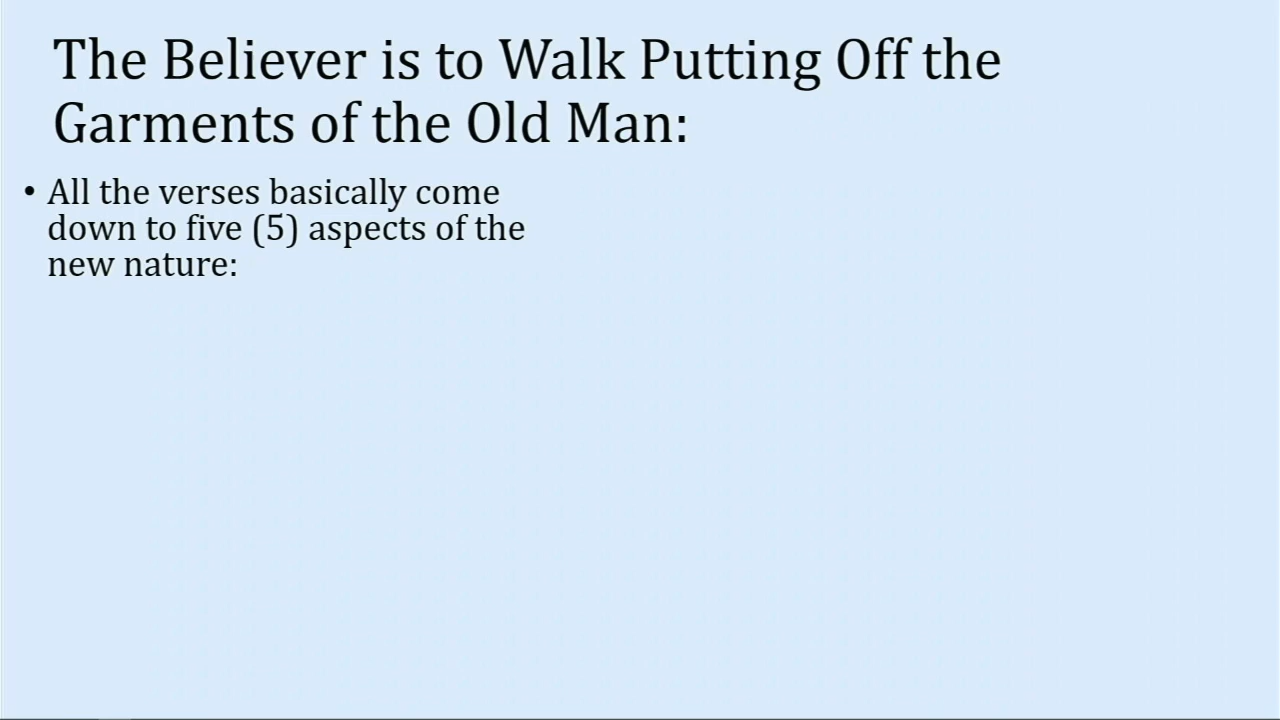 The Believer is to Walk Putting Off the
Garments of the Old Man:
• All the verses basically come
down to five (5) aspects of the
new nature: